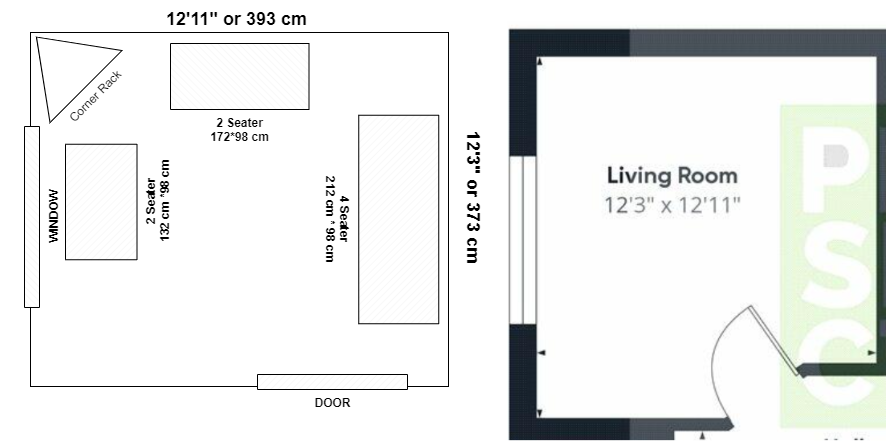 12'11" or 393 cm
Corner Rack
2 Seater
172*98 cm
WINDOW
2 Seater
132 cm *98 cm
4 Seater
212 cm * 98 cm
12'3" or 373 cm
DOOR
Living Room
12'3" x 12'11"
PSC